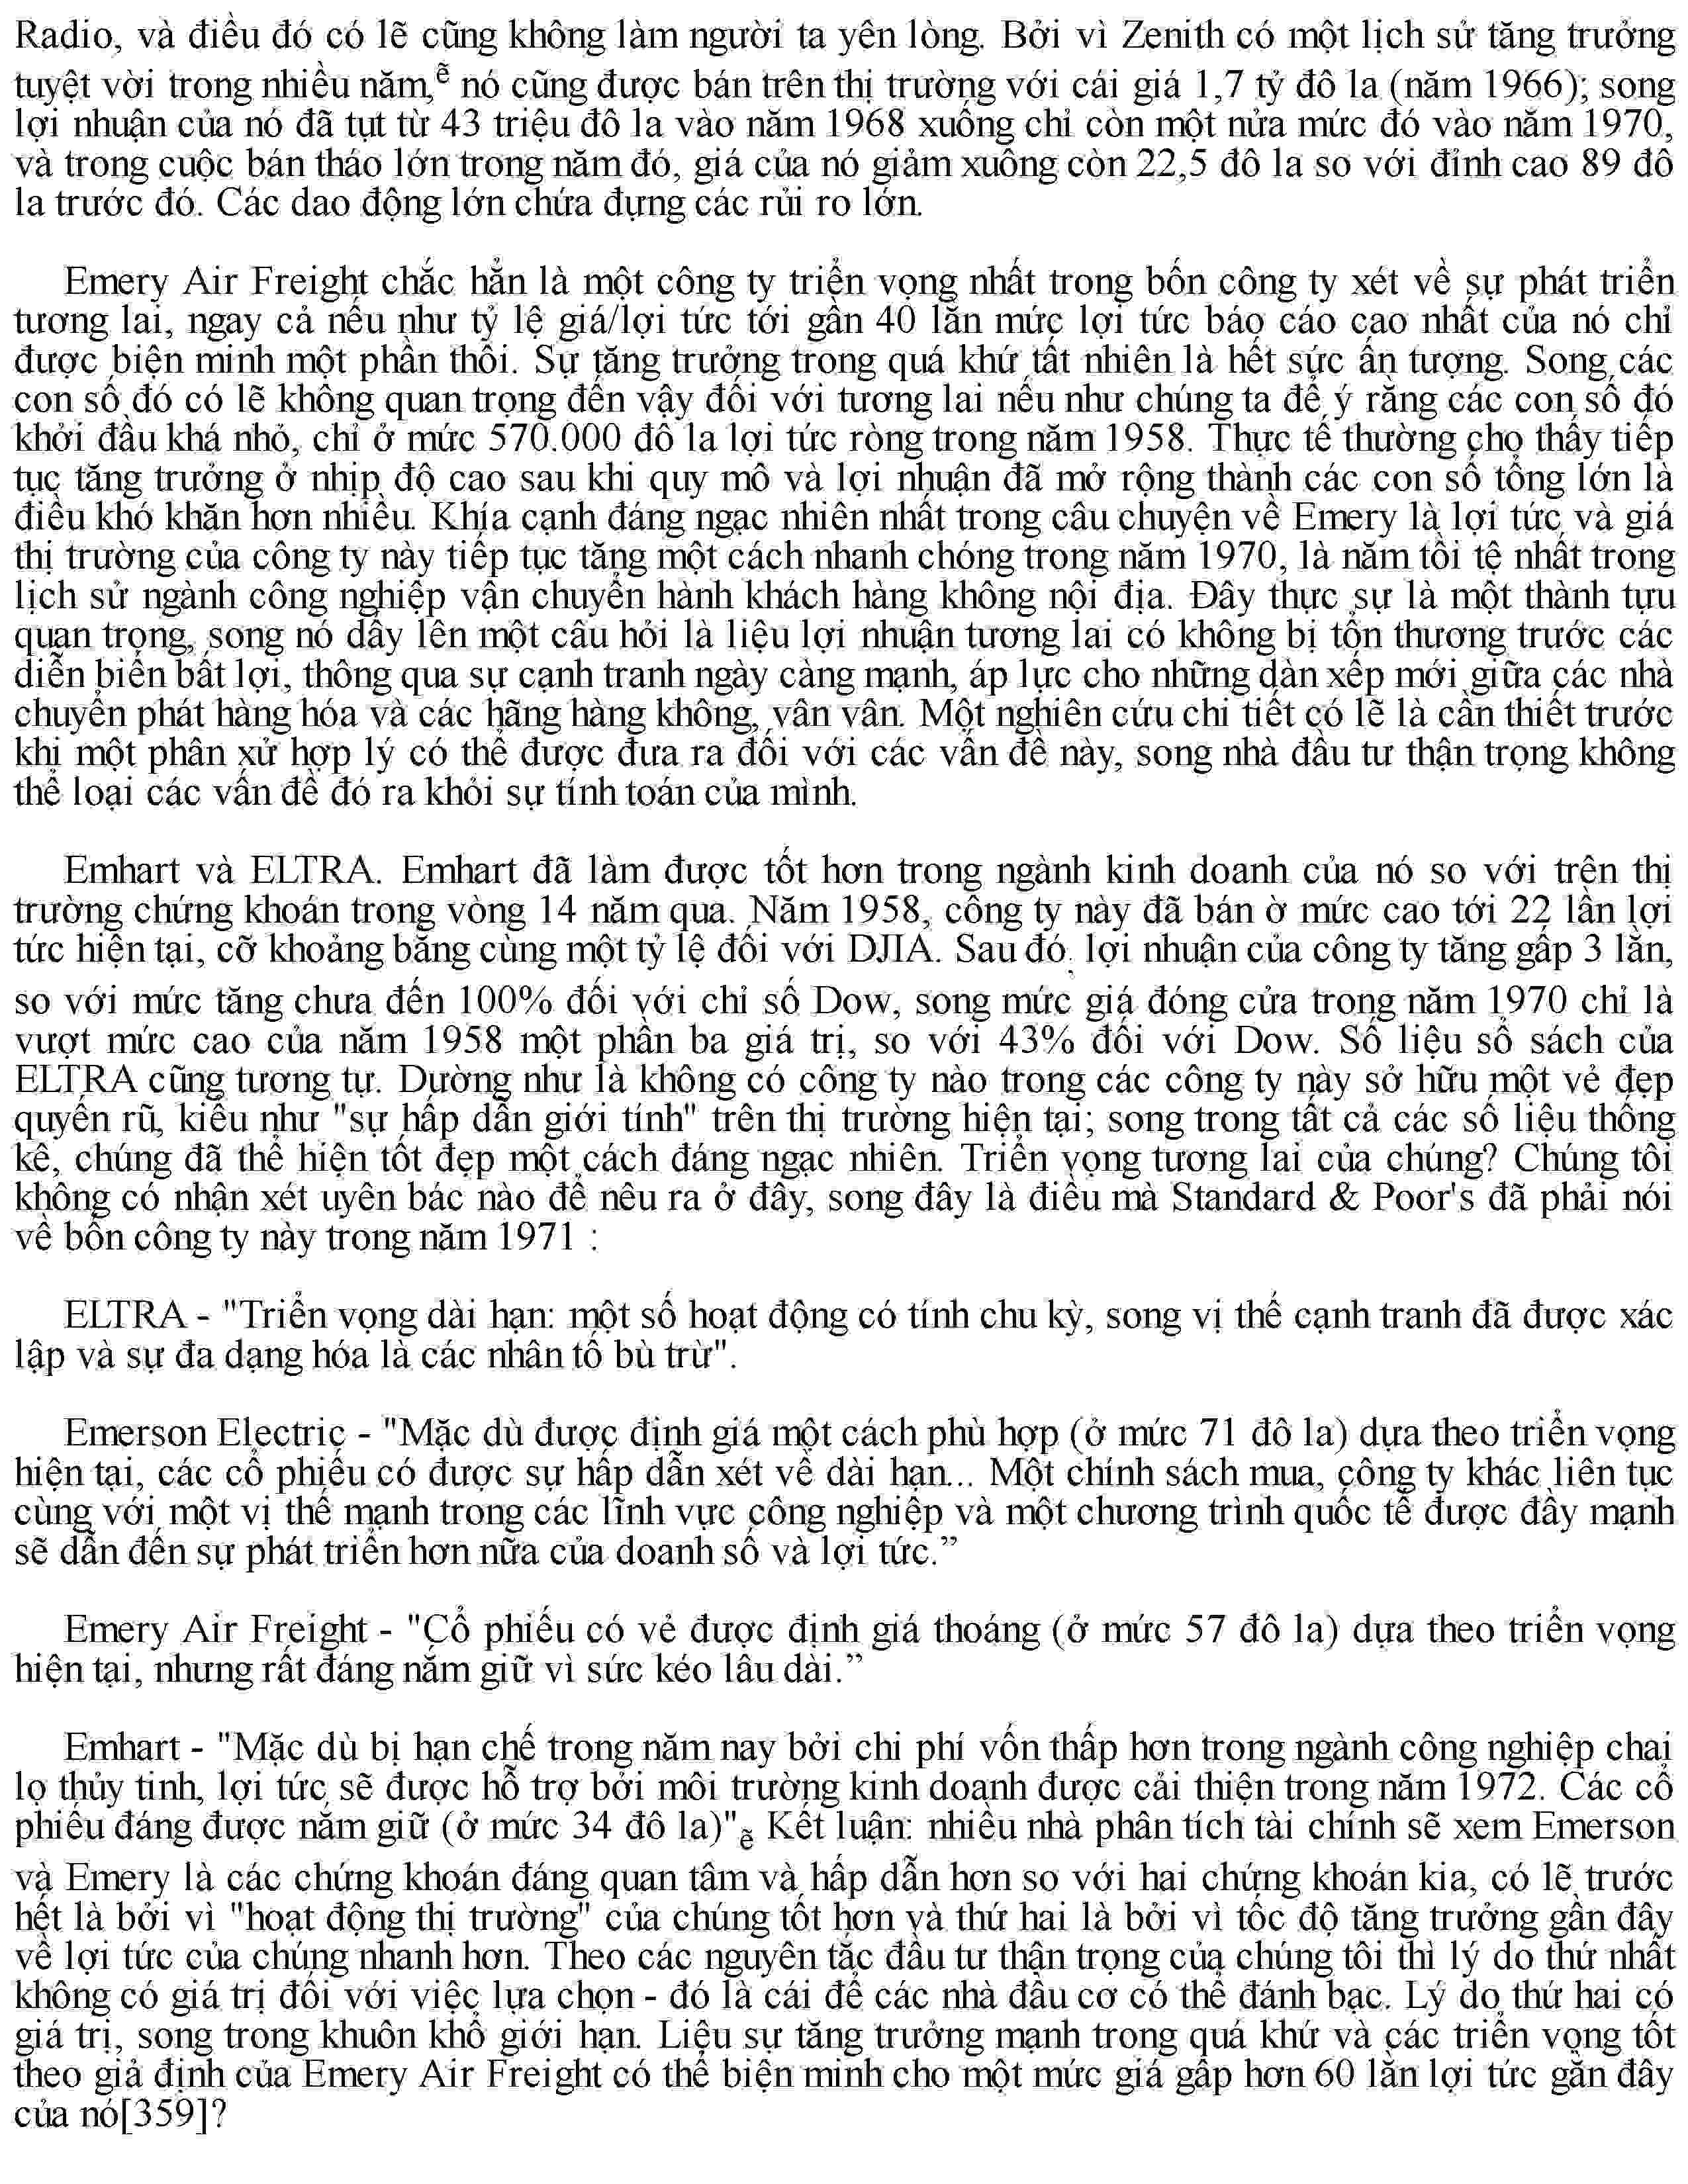 Radio, và điều đó có lẽ cũng không làm người ta yên lòng. Bởi vì Zenith có một lịch sử tăng trưởng
tuyệt vời trong nhiều năm,ẽ nó cũng được bán trên thị trường với cái giá 1,7 tỷ đô la (năm 1966); song
lợi nhuận của nó đã tụt từ 43 triệu đô la vào năm 1968 xuống chỉ còn một nửa mức đó vào năm 1970,
và trong cuộc bán tháo lớn trong năm đó, giá của nó giảm xuống còn 22,5 đô la so với đỉnh cao 89 đô
la trước đó. Các dao động lớn chứa đựng các rủi ro lớn.
Emery Air Freight chắc hẳn là một công ty triển vọng nhất trong bốn công ty xét về sự phát triển
tương lai, ngay cả nếu như tỷ lệ giá/lợi tức tới gần 40 lần mức lợi tức báo cáo cao nhất của nó chỉ
được biện minh một phần thôi. Sự tăng trưởng trong quá khứ tất nhiên là hết sức ấn tượng. Song các
con số đó có lẽ không quan trọng đến vậy đối với tương lai nếu như chúng ta để ý rằng các con số đó
khởi đầu khá nhỏ, chỉ ở mức 570.000 đô la lợi tức ròng trong năm 1958. Thực tế thường cho thấy tiếp
tục tăng trưởng ở nhịp độ cao sau khi quy mô và lợi nhuận đã mở rộng thành các con số tổng lớn là
điều khó khăn hơn nhiều. Khía cạnh đáng ngạc nhiên nhất trong câu chuyện về Emery là lợi tức và giá
thị trường của công ty này tiếp tục tăng một cách nhanh chóng trong năm 1970, là năm tồi tệ nhất trong
lịch sử ngành công nghiệp vận chuyển hành khách hàng không nội địa. Đây thực sự là một thành tựu
quan trọng, song nó dấy lên một câu hỏi là liệu lợi nhuận tương lai có không bị tổn thương trước các
diễn biến bất lợi, thông qua sự cạnh tranh ngày càng mạnh, áp lực cho những dàn xếp mới giữa các nhà
chuyển phát hàng hóa và các hãng hàng không, vân vân. Một nghiên cứu chi tiết có lẽ là cần thiết trước
khi một phân xử hợp lý có thể được đưa ra đối với các vấn đề này, song nhà đầu tư thận trọng không
thể loại các vấn đề đó ra khỏi sự tính toán của mình.
Emhart và ELTRA. Emhart đã làm được tốt hơn trong ngành kinh doanh của nó so với trên thị
trường chứng khoán trong vòng 14 năm qua. Năm 1958, công ty này đã bán ờ mức cao tới 22 lần lợi
tức hiện tại, cỡ khoảng bằng cùng một tỷ lệ đối với DJIA. Sau đó, lợi nhuận của công ty tăng gấp 3 lần,
so với mức tăng chưa đến 100% đối với chỉ số Dow, song mức giá đóng cửa trong năm 1970 chỉ là
vượt mức cao của năm 1958 một phần ba giá trị, so với 43% đối với Dow. Số liệu sổ sách của
ELTRA cũng tương tự. Dường như là không có công ty nào trong các công ty này sở hữu một vẻ đẹp
quyến rũ, kiểu như "sự hấp dẫn giới tính" trên thị trường hiện tại; song trong tất cả các số liệu thống
kê, chúng đã thể hiện tốt đẹp một cách đáng ngạc nhiên. Triển vọng tương lai của chúng? Chúng tôi
không có nhận xét uyên bác nào để nêu ra ở đây, song đây là điều mà Standard & Poor's đã phải nói
về bốn công ty này trong năm 1971 :
ELTRA - "Triển vọng dài hạn: một số hoạt động có tính chu kỳ, song vị thế cạnh tranh đã được xác
lập và sự đa dạng hóa là các nhân tố bù trừ".
Emerson Electric - "Mặc dù được định giá một cách phù hợp (ở mức 71 đô la) dựa theo triển vọng
hiện tại, các cổ phiếu có được sự hấp dẫn xét về dài hạn... Một chính sách mua, công ty khác liên tục
cùng với một vị thế mạnh trong các lĩnh vực công nghiệp và một chương trình quốc tế được đầy mạnh
sẽ dẫn đến sự phát triển hơn nữa của doanh số và lợi tức.”
Emery Air Freight - "Cổ phiếu có vẻ được định giá thoáng (ở mức 57 đô la) dựa theo triển vọng
hiện tại, nhưng rất đáng nắm giữ vì sức kéo lâu dài.”
Emhart - "Mặc dù bị hạn chế trong năm nay bởi chi phí vốn thấp hơn trong ngành công nghiệp chai
lọ thủy tinh, lợi tức sẽ được hỗ trợ bởi môi trường kinh doanh được cải thiện trong năm 1972. Các cổ
phiếu đáng được nắm giữ (ở mức 34 đô la)"ẽ Kết luận: nhiều nhà phân tích tài chính sẽ xem Emerson
và Emery là các chứng khoán đáng quan tâm và hấp dẫn hơn so với hai chứng khoán kia, có lẽ trước
hết là bởi vì "hoạt động thị trường" của chúng tốt hơn và thứ hai là bởi vì tốc độ tăng trưởng gần đây
về lợi tức của chúng nhanh hơn. Theo các nguyên tắc đầu tư thận trọng của chúng tôi thì lý do thứ nhất
không có giá trị đối với việc lựa chọn - đó là cái để các nhà đầu cơ có thể đánh bạc. Lý do thứ hai có
giá trị, song trong khuôn khổ giới hạn. Liệu sự tăng trưởng mạnh trong quá khứ và các triển vọng tốt
theo giả định của Emery Air Freight có thể biện minh cho một mức giá gấp hơn 60 lần lợi tức gần đây
của nó[359]?